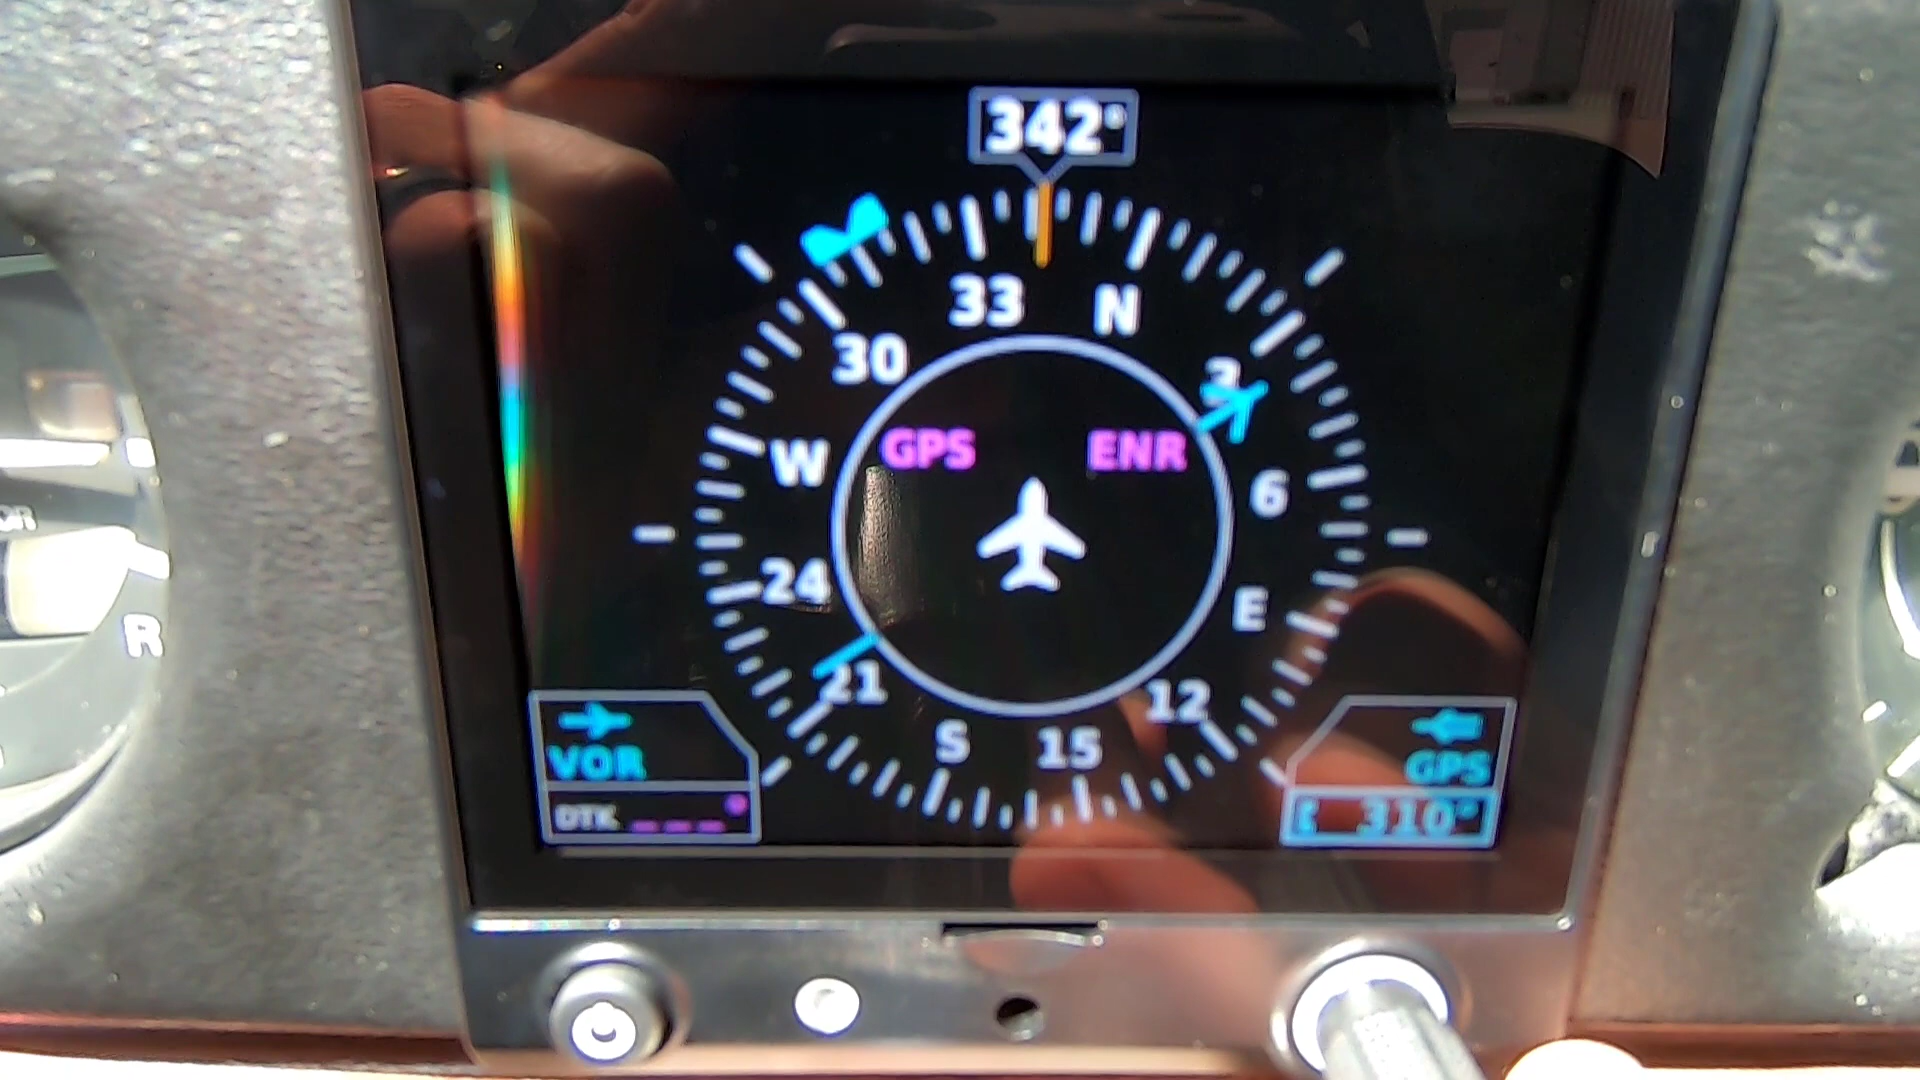 342°
33 N
30 3
GPS ENR
W 6
24 E
21 12
S 15
VOR
GPS
DTK _ _ _°
310°
R